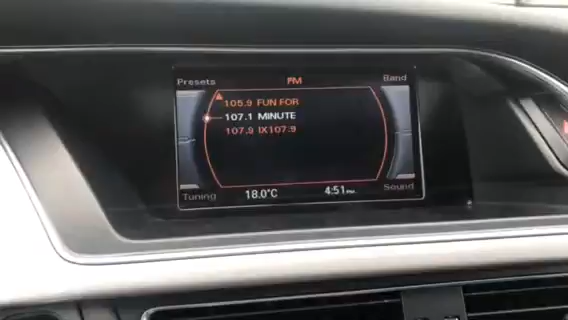 Presets FM Band
105.9 FUN FOR
107.1 MINUTE
107.9 IX107.9
Tuning 18.0°C 4:51 PM Sound